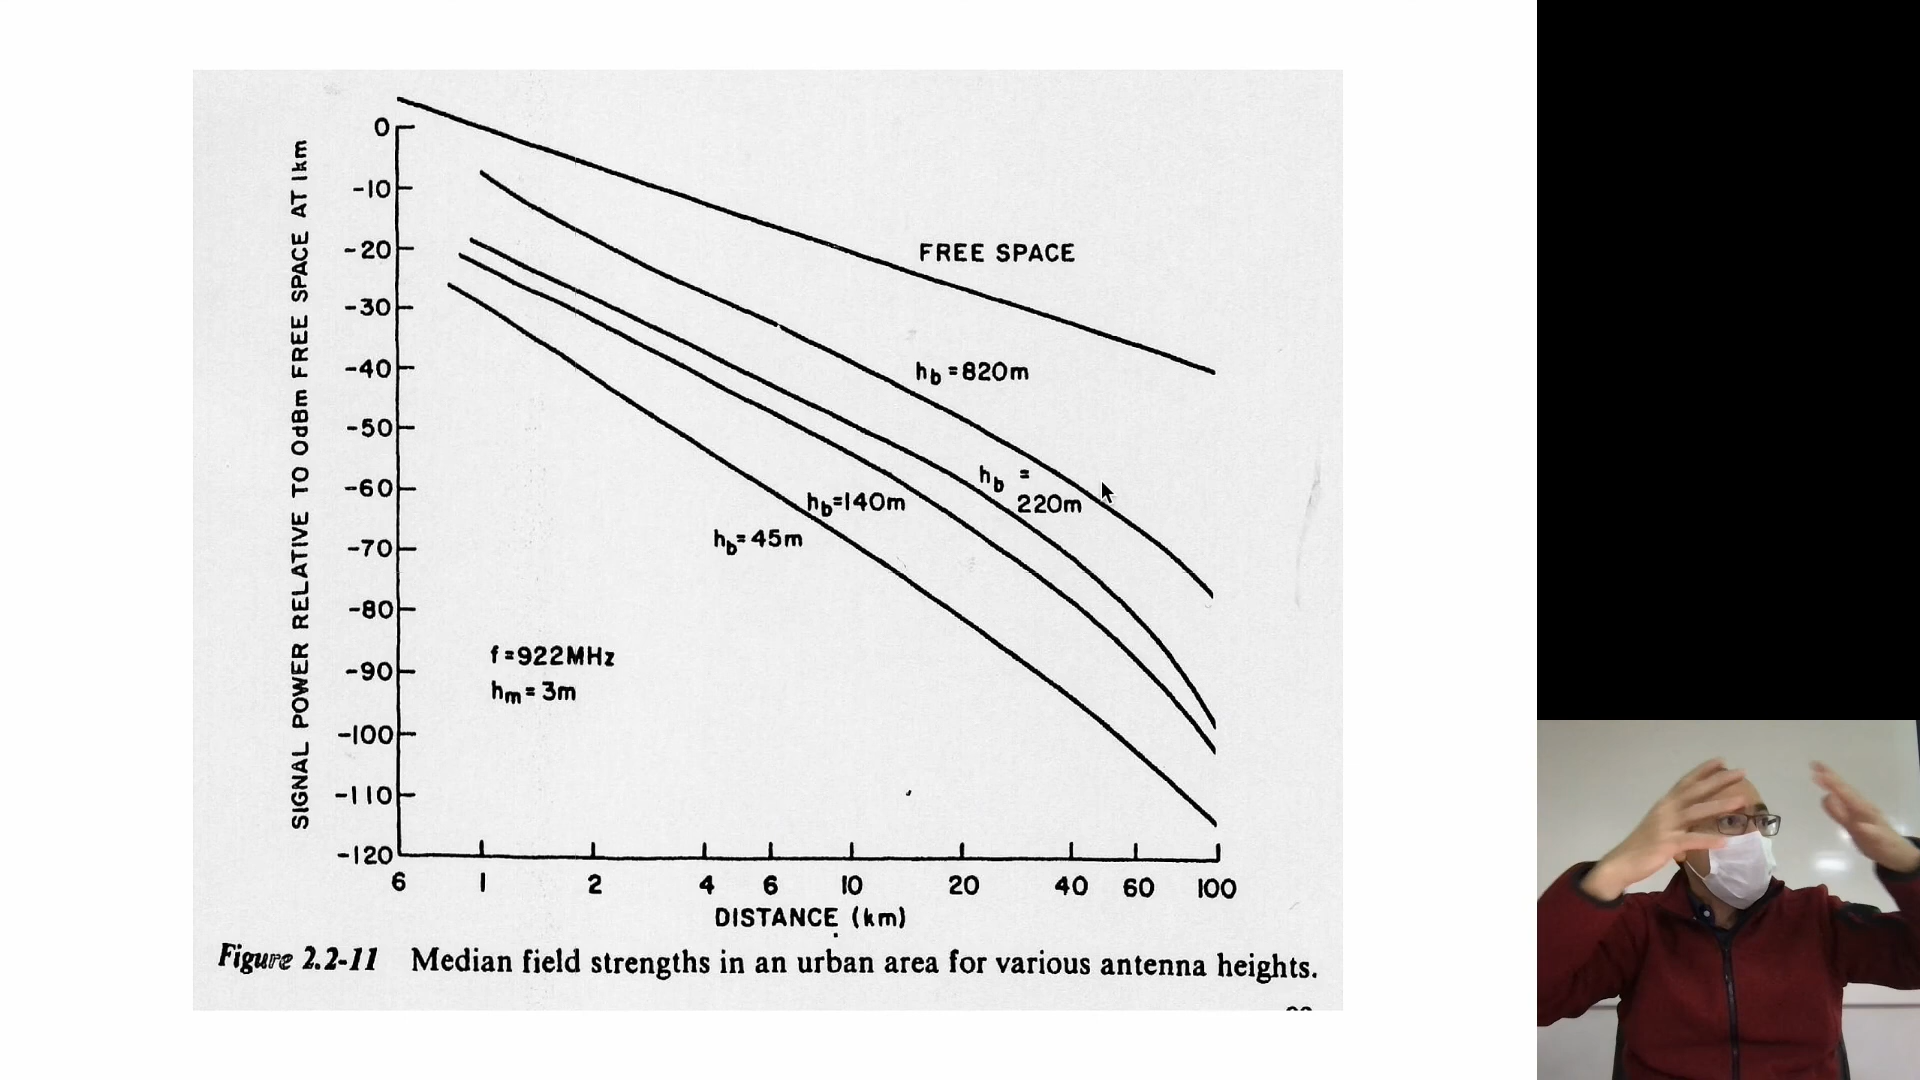 SIGNAL POWER RELATIVE TO 0dBm FREE SPACE AT 1km
0
-10
-20
-30
-40
-50
-60
-70
-80
-90
-100
-110
-120
FREE SPACE
hb =820m
hb =
220m
hb=140m
hb= 45m
f =922MHz
hm = 3m
6 1 2 4 6 10 20 40 60 100
DISTANCE (km)
Figure 2.2-11 Median field strengths in an urban area for various antenna heights.